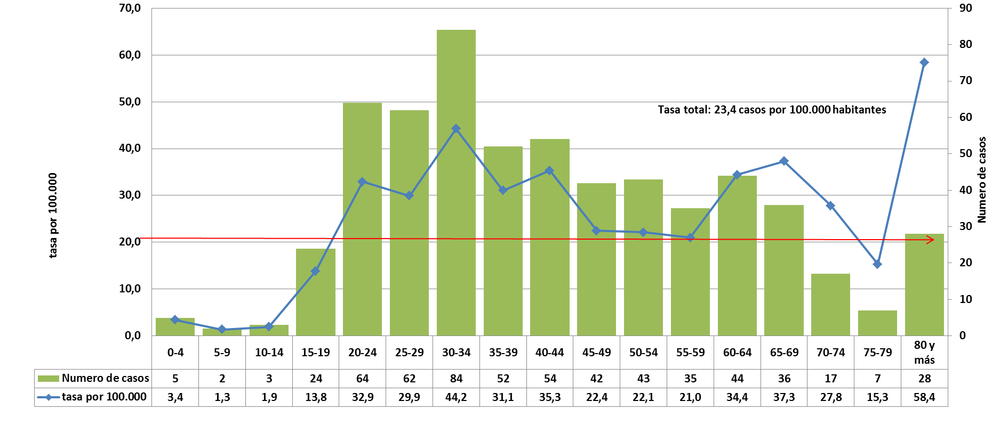 70,0
60,0
50,0
40,0
30,0
20,0
10,0
0,0
tasa por 100.000
90
80
70
60
50
40
30
20
10
0
Numero de casos
Tasa total: 23,4 casos por 100.000 habitantes
0-4 5-9 10-14 15-19 20-24 25-29 30-34 35-39 40-44 45-49 50-54 55-59 60-64 65-69 70-74 75-79 80 y
más
Numero de casos 5 2 3 24 64 62 84 52 54 42 43 35 44 36 17 7 28
tasa por 100.000 3,4 1,3 1,9 13,8 32,9 29,9 44,2 31,1 35,3 22,4 22,1 21,0 34,4 37,3 27,8 15,3 58,4